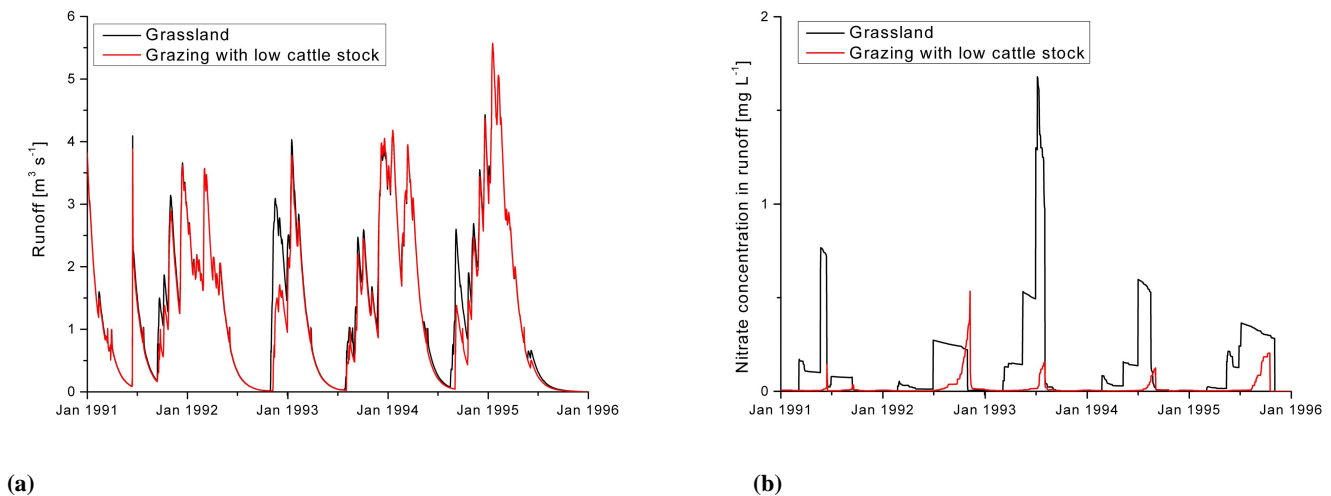 6
5
4
3
2
1
0
Runoff [m³ s⁻¹]
Grassland
Grazing with low cattle stock
Jan 1991 Jan 1992 Jan 1993 Jan 1994 Jan 1995 Jan 1996
(a)
2
1
0
Nitrate concentration in runoff [mg L⁻¹]
Grassland
Grazing with low cattle stock
Jan 1991 Jan 1992 Jan 1993 Jan 1994 Jan 1995 Jan 1996
(b)